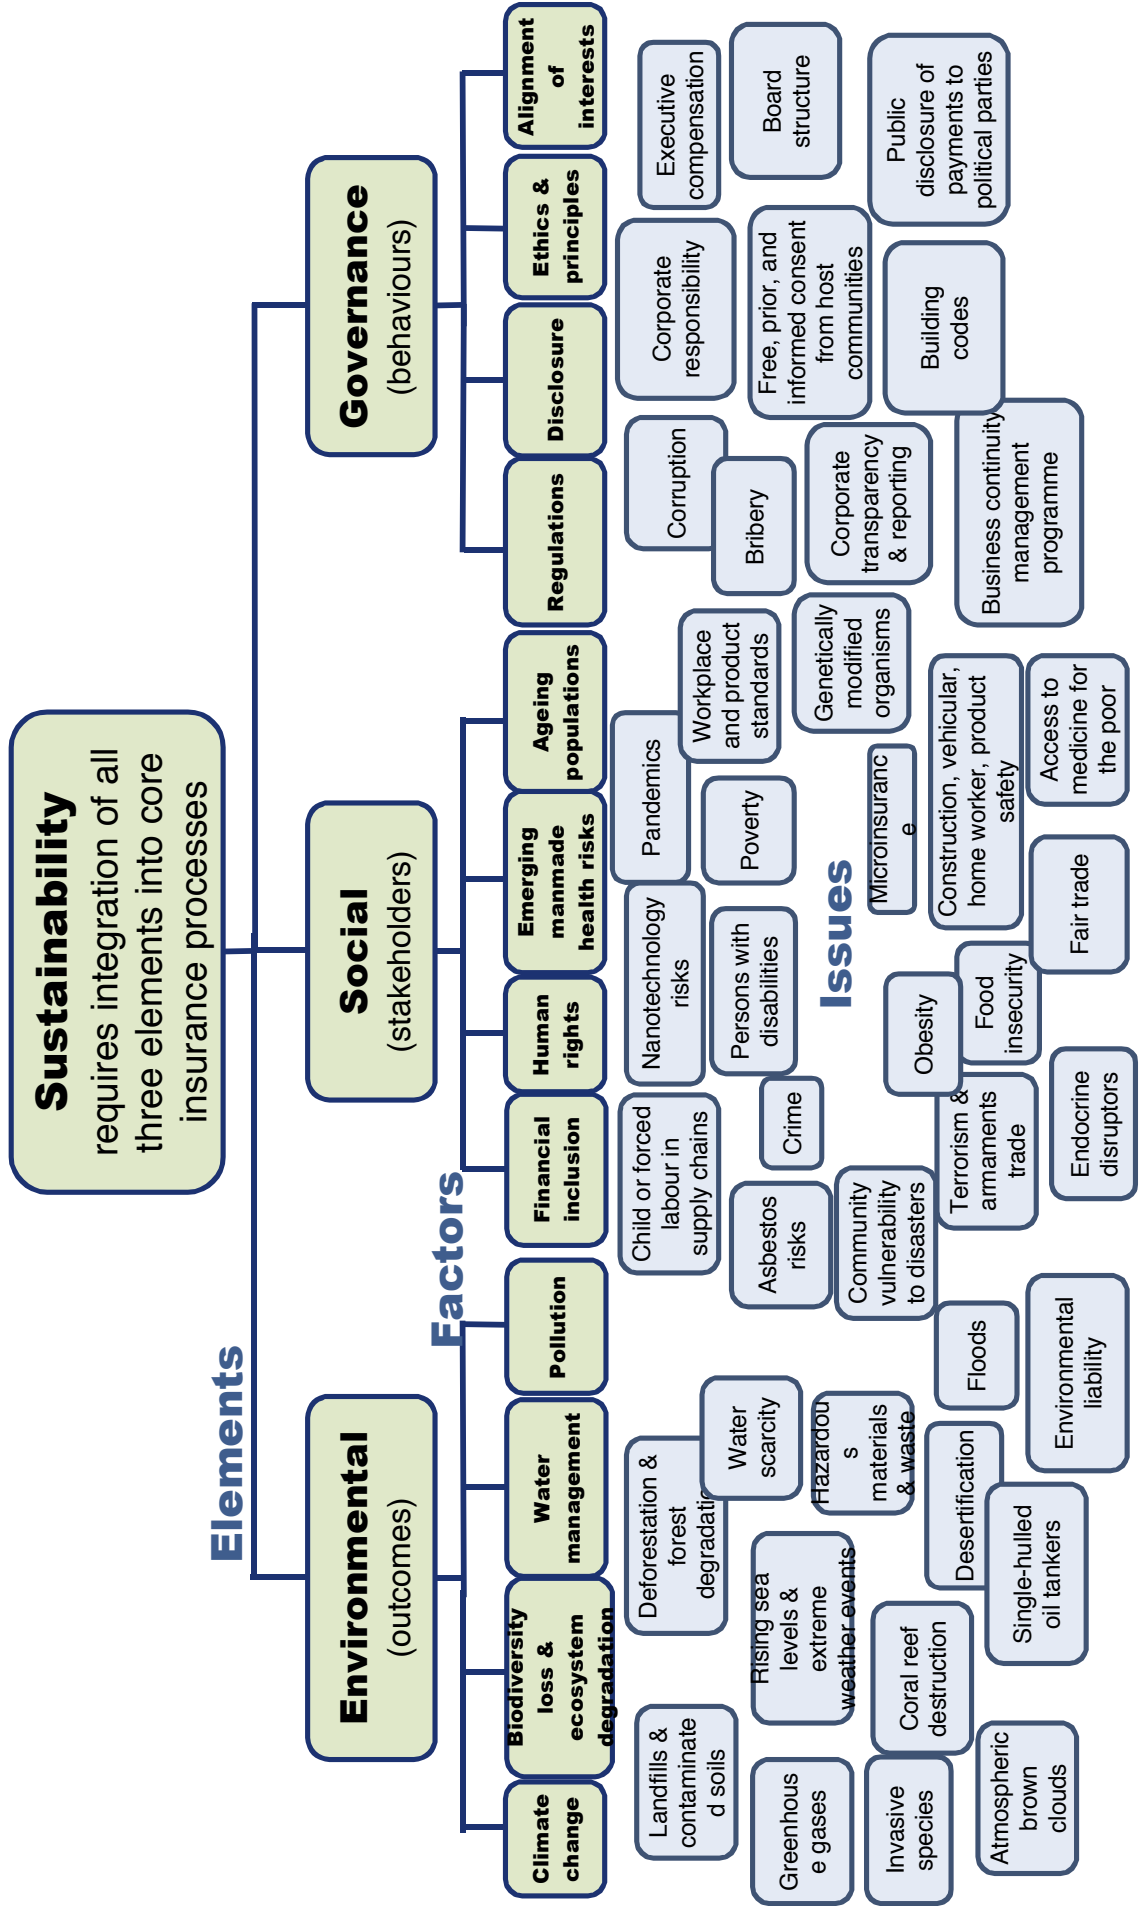 Sustainability
requires integration of all
three elements into core
insurance processes
Elements
Environmental
(outcomes)
Social
(stakeholders)
Governance
(behaviours)
Factors
Climate
change
Biodiversity
loss &
ecosystem
degradation
Water
management
Pollution
Financial
inclusion
Human
rights
Emerging
manmade
health risks
Ageing
populations
Regulations
Disclosure
Ethics &
principles
Alignment
of
interests
Issues
Landfills &
contaminate
d soils
Greenhous
e gases
Invasive
species
Atmospheric
brown
clouds
Deforestation &
forest
Rising sea
levels &
extreme
weather events
Coral reef
destruction
Water
scarcity
Hazardou
s
materials
& waste
Desertification
Single-hulled
oil tankers
Floods
Environmental
liability
Child or forced
labour in
supply chains
Asbestos
risks
Crime
Community
vulnerability
to disasters
Terrorism &
armaments
trade
Endocrine
disruptors
Nanotechnology
risks
Persons with
disabilities
Obesity
Food
insecurity
Fair trade
Pandemics
Poverty
Microinsuranc
e
Construction, vehicular,
home worker, product
safety
Access to
medicine for
the poor
Workplace
and product
standards
Genetically
modified
organisms
Corruption
Bribery
Corporate
transparency
& reporting
Business continuity
management
programme
Corporate
responsibility
Free, prior, and
informed consent
from host
communities
Building
codes
Executive
compensation
Board
structure
Public
disclosure of
payments to
political parties